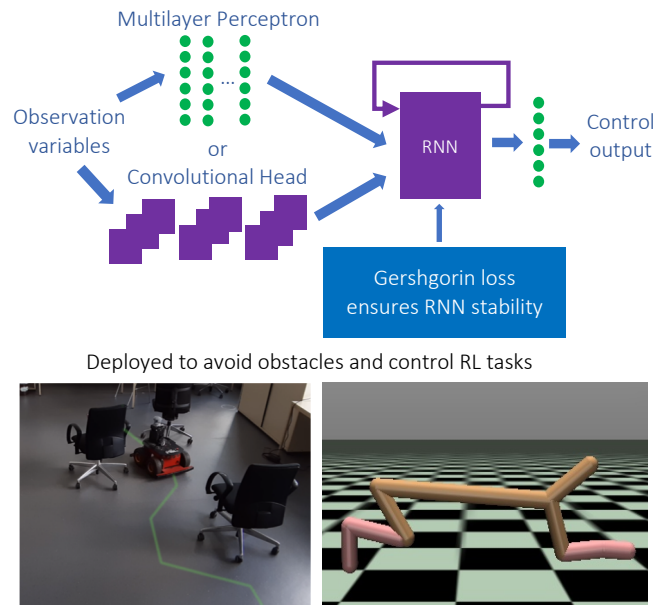 Multilayer Perceptron
...
Observation
variables
or
Convolutional Head
RNN
Control
output
Gershgorin loss
ensures RNN stability
Deployed to avoid obstacles and control RL tasks